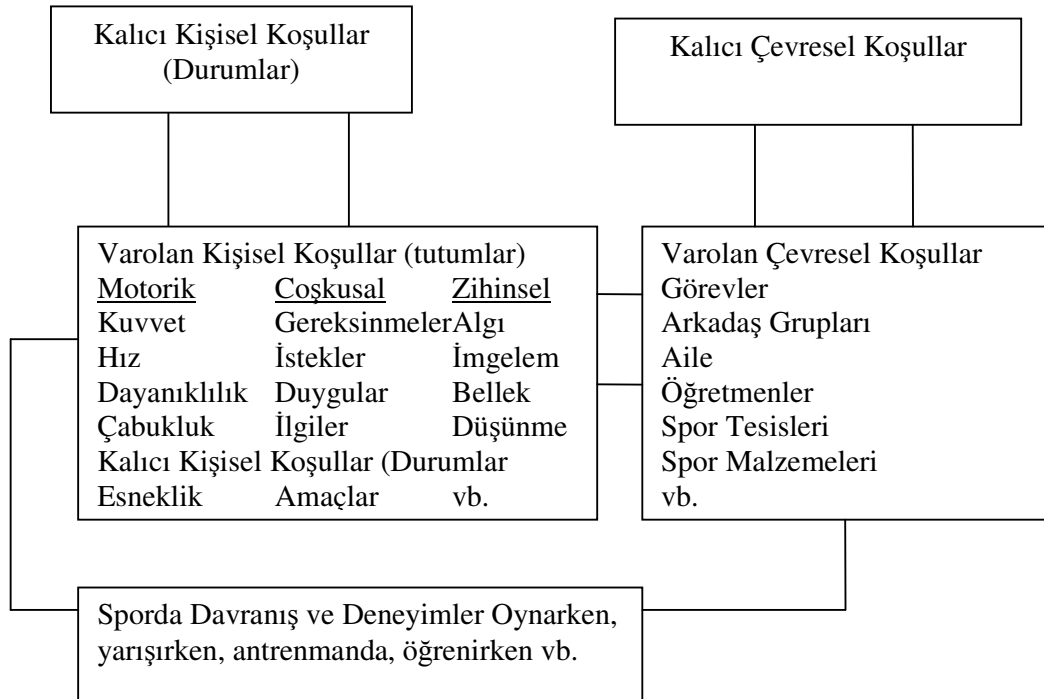 Kalıcı Kişisel Koşullar
(Durumlar)
Kalıcı Çevresel Koşullar
Varolan Kişisel Koşullar (tutumlar)
Motorik Coşkusal Zihinsel
Kuvvet Gereksinmeler Algı
Hız İstekler İmgelem
Dayanıklılık Duygular Bellek
Çabukluk İlgiler Düşünme
Kalıcı Kişisel Koşullar (Durumlar
Esneklik Amaçlar vb.
Varolan Çevresel Koşullar
Görevler
Arkadaş Grupları
Aile
Öğretmenler
Spor Tesisleri
Spor Malzemeleri
vb.
Sporda Davranış ve Deneyimler Oynarken,
yarışırken, antrenmanda, öğrenirken vb.